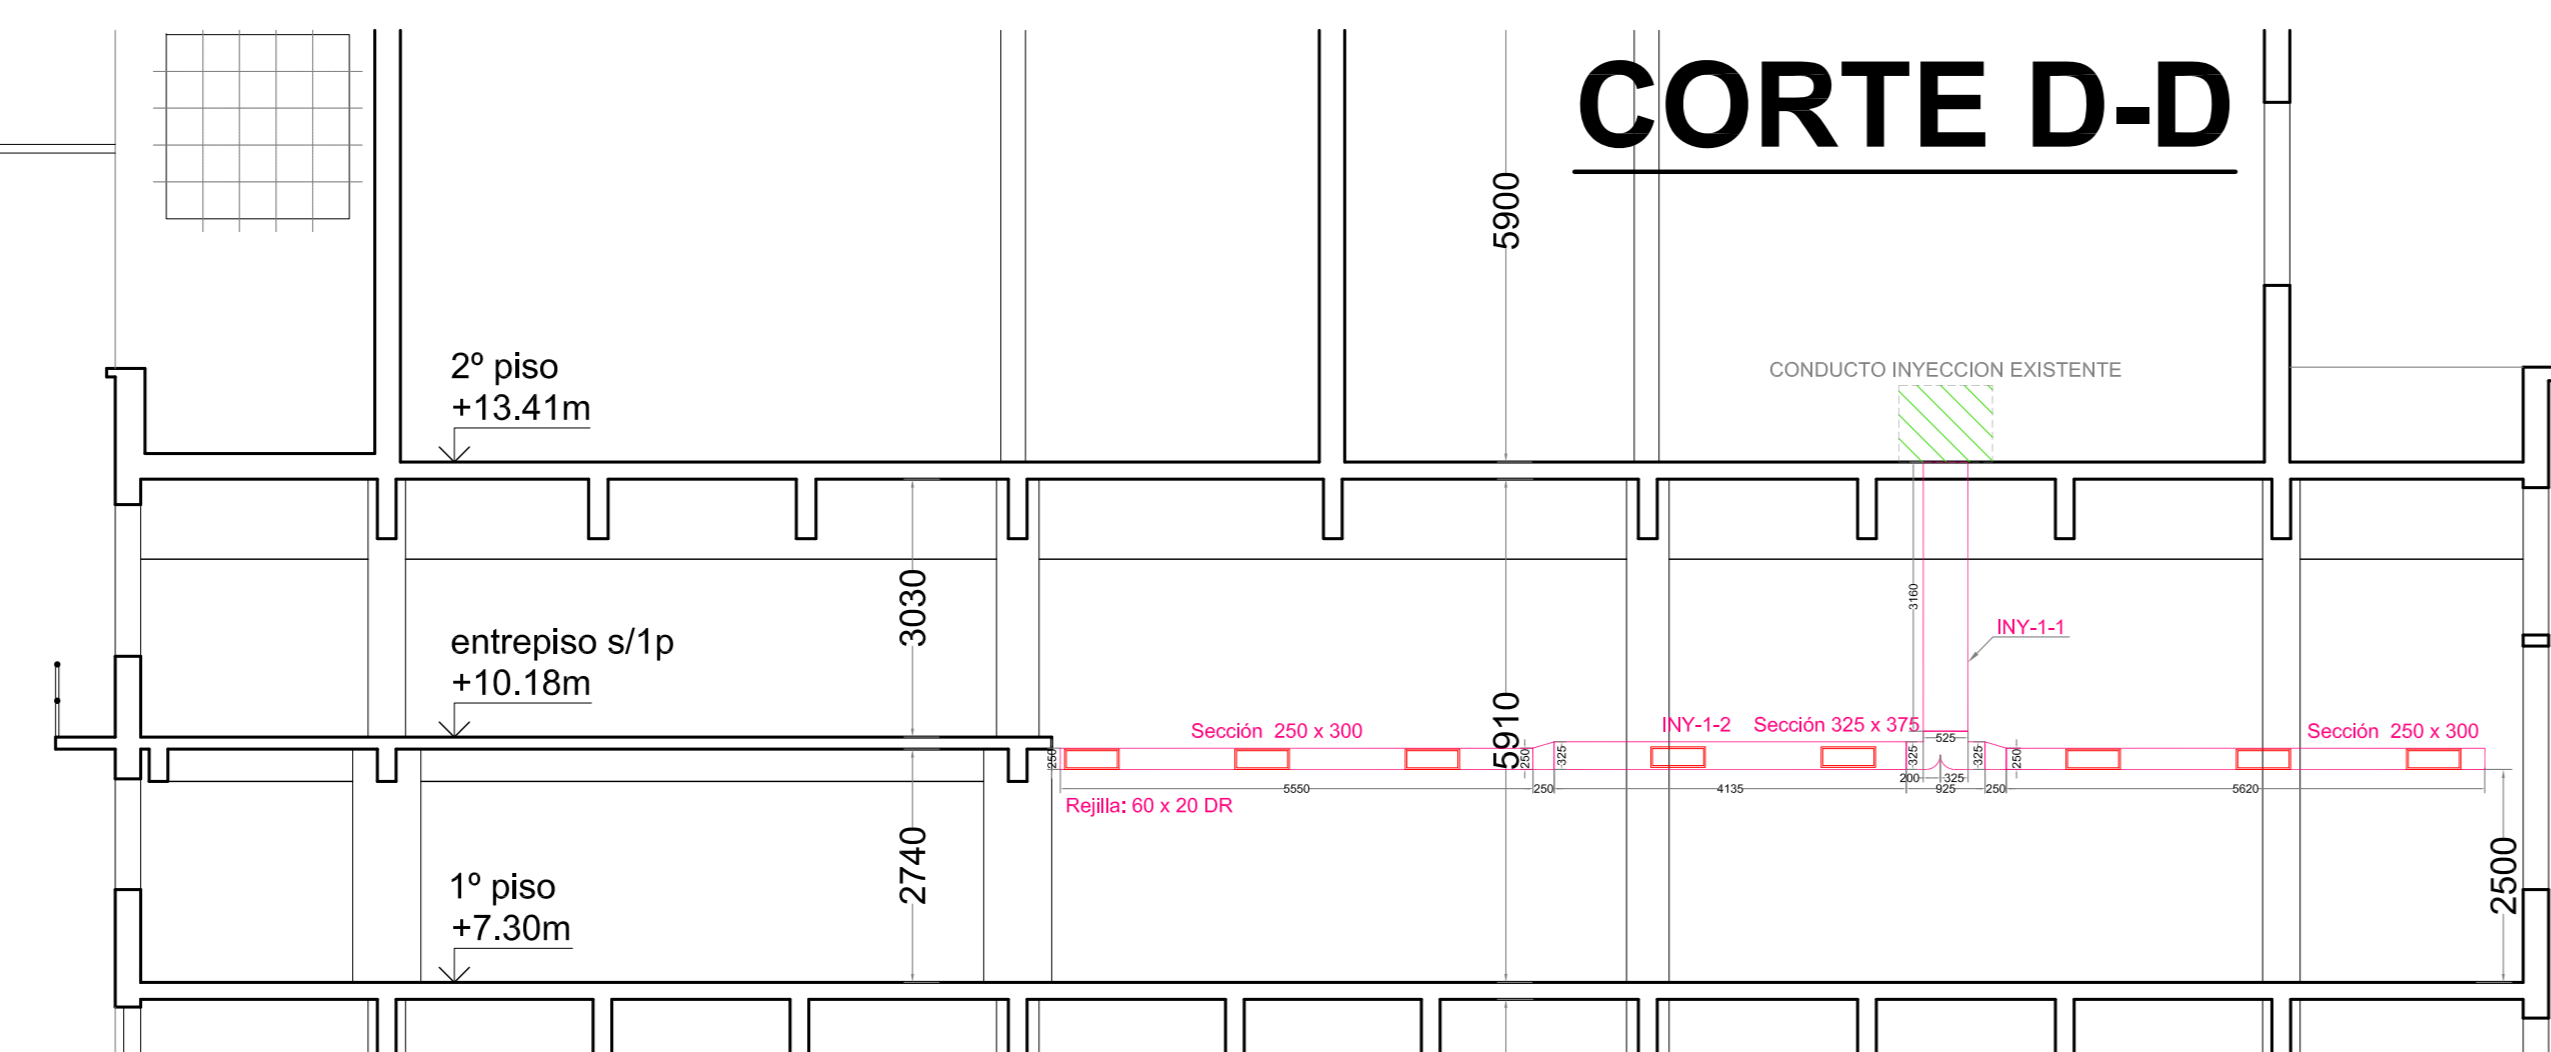 CORTE D-D
5900
2º piso
+13.41m
CONDUCTO INYECCION EXISTENTE
3030
3160
entrepiso s/1p
+10.18m
INY-1-1
5910
Sección 250 x 300
INY-1-2
Sección 325 x 375
Sección 250 x 300
250
250
325
325
525
325
250
200
325
5550
250
4135
925
250
5620
Rejilla: 60 x 20 DR
2740
2500
1º piso
+7.30m